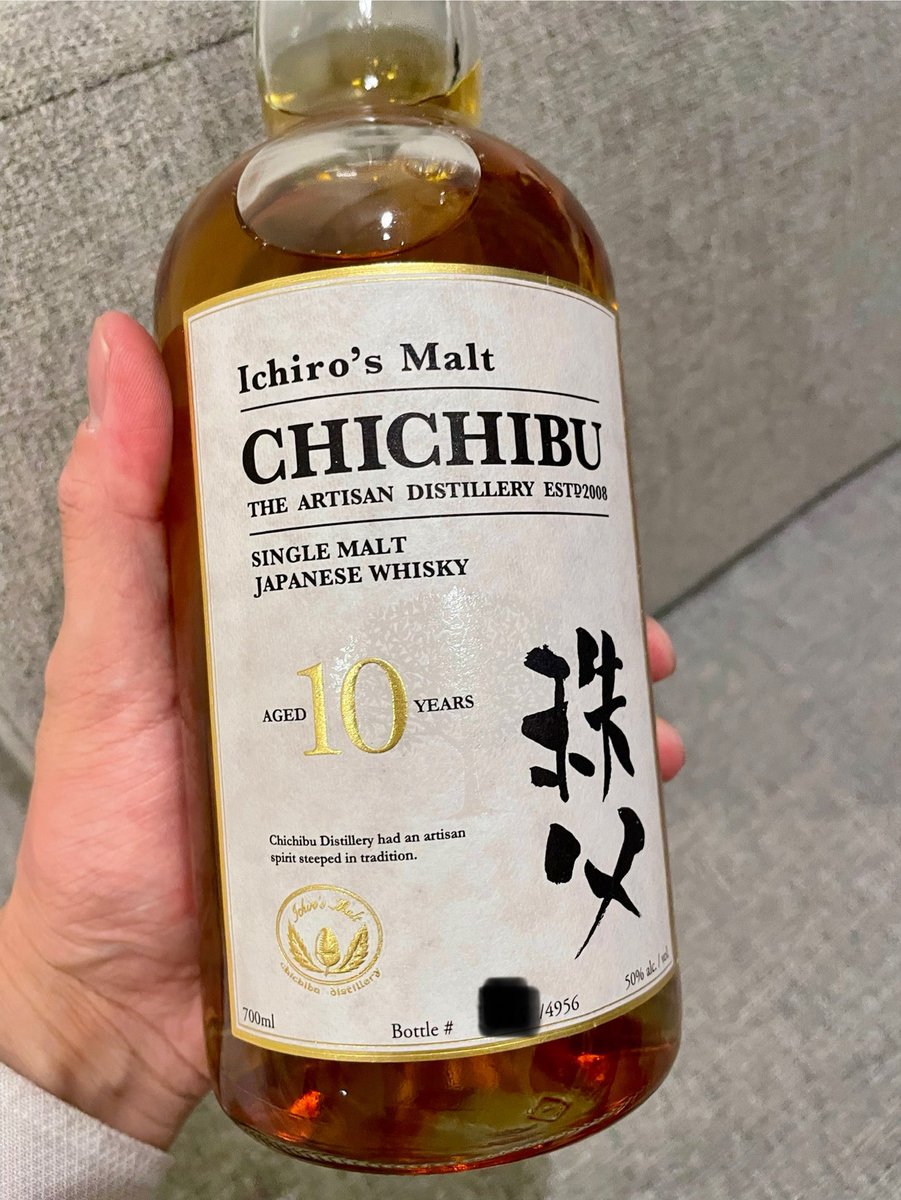 Ichiro's Malt
CHICHIBU
THE ARTISAN DISTILLERY ESTD2008
SINGLE MALT
JAPANESE WHISKY
AGED 10 YEARS
秩父
Chichibu Distillery had an artisan
spirit steeped in tradition.
Ichiro's Malt
chichibu distillery
700ml
Bottle # /4956
50% alc. / vol.